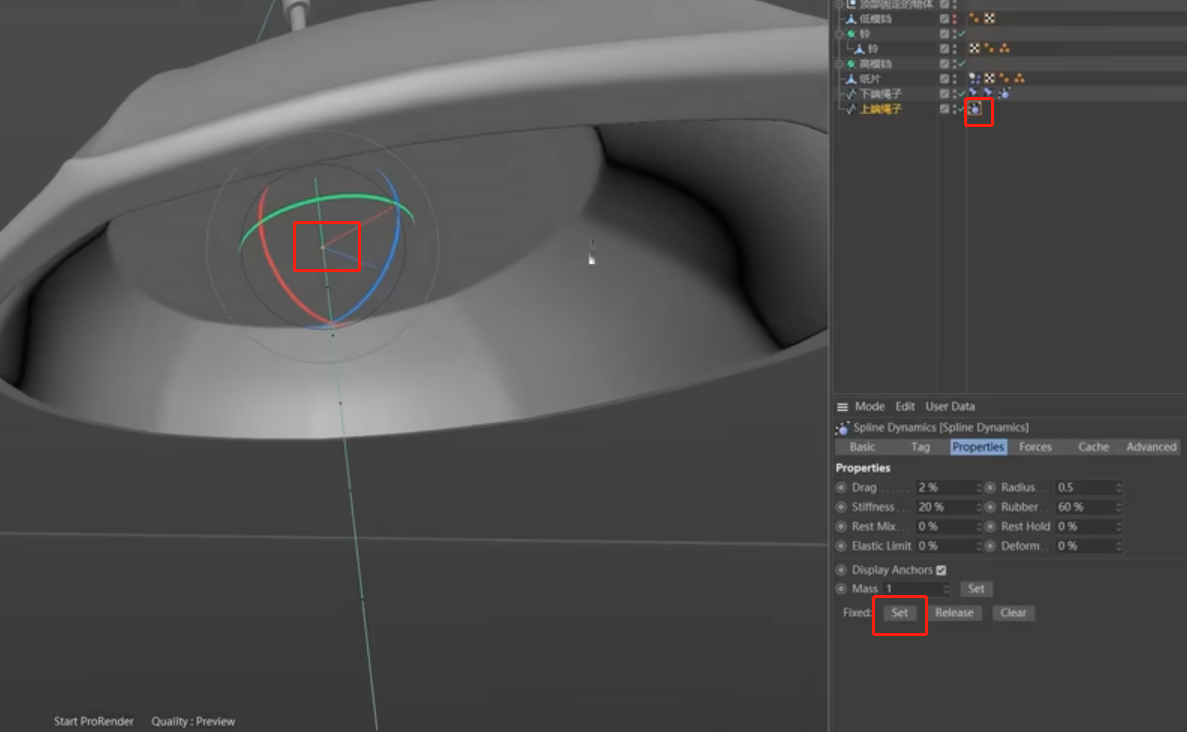 顶部固定的物体
低模铛
铃
铃
高模铛
纸片
下端绳子
上端绳子
Mode Edit User Data
Spline Dynamics [Spline Dynamics]
Basic Tag Properties Forces Cache Advanced
Properties
Drag 2 % Radius 0.5
Stiffness 20 % Rubber 60 %
Rest Mix 0 % Rest Hold 0 %
Elastic Limit 0 % Deform 0 %
Display Anchors
Mass 1 Set
Fixed: Set Release Clear
Start ProRender Quality : Preview